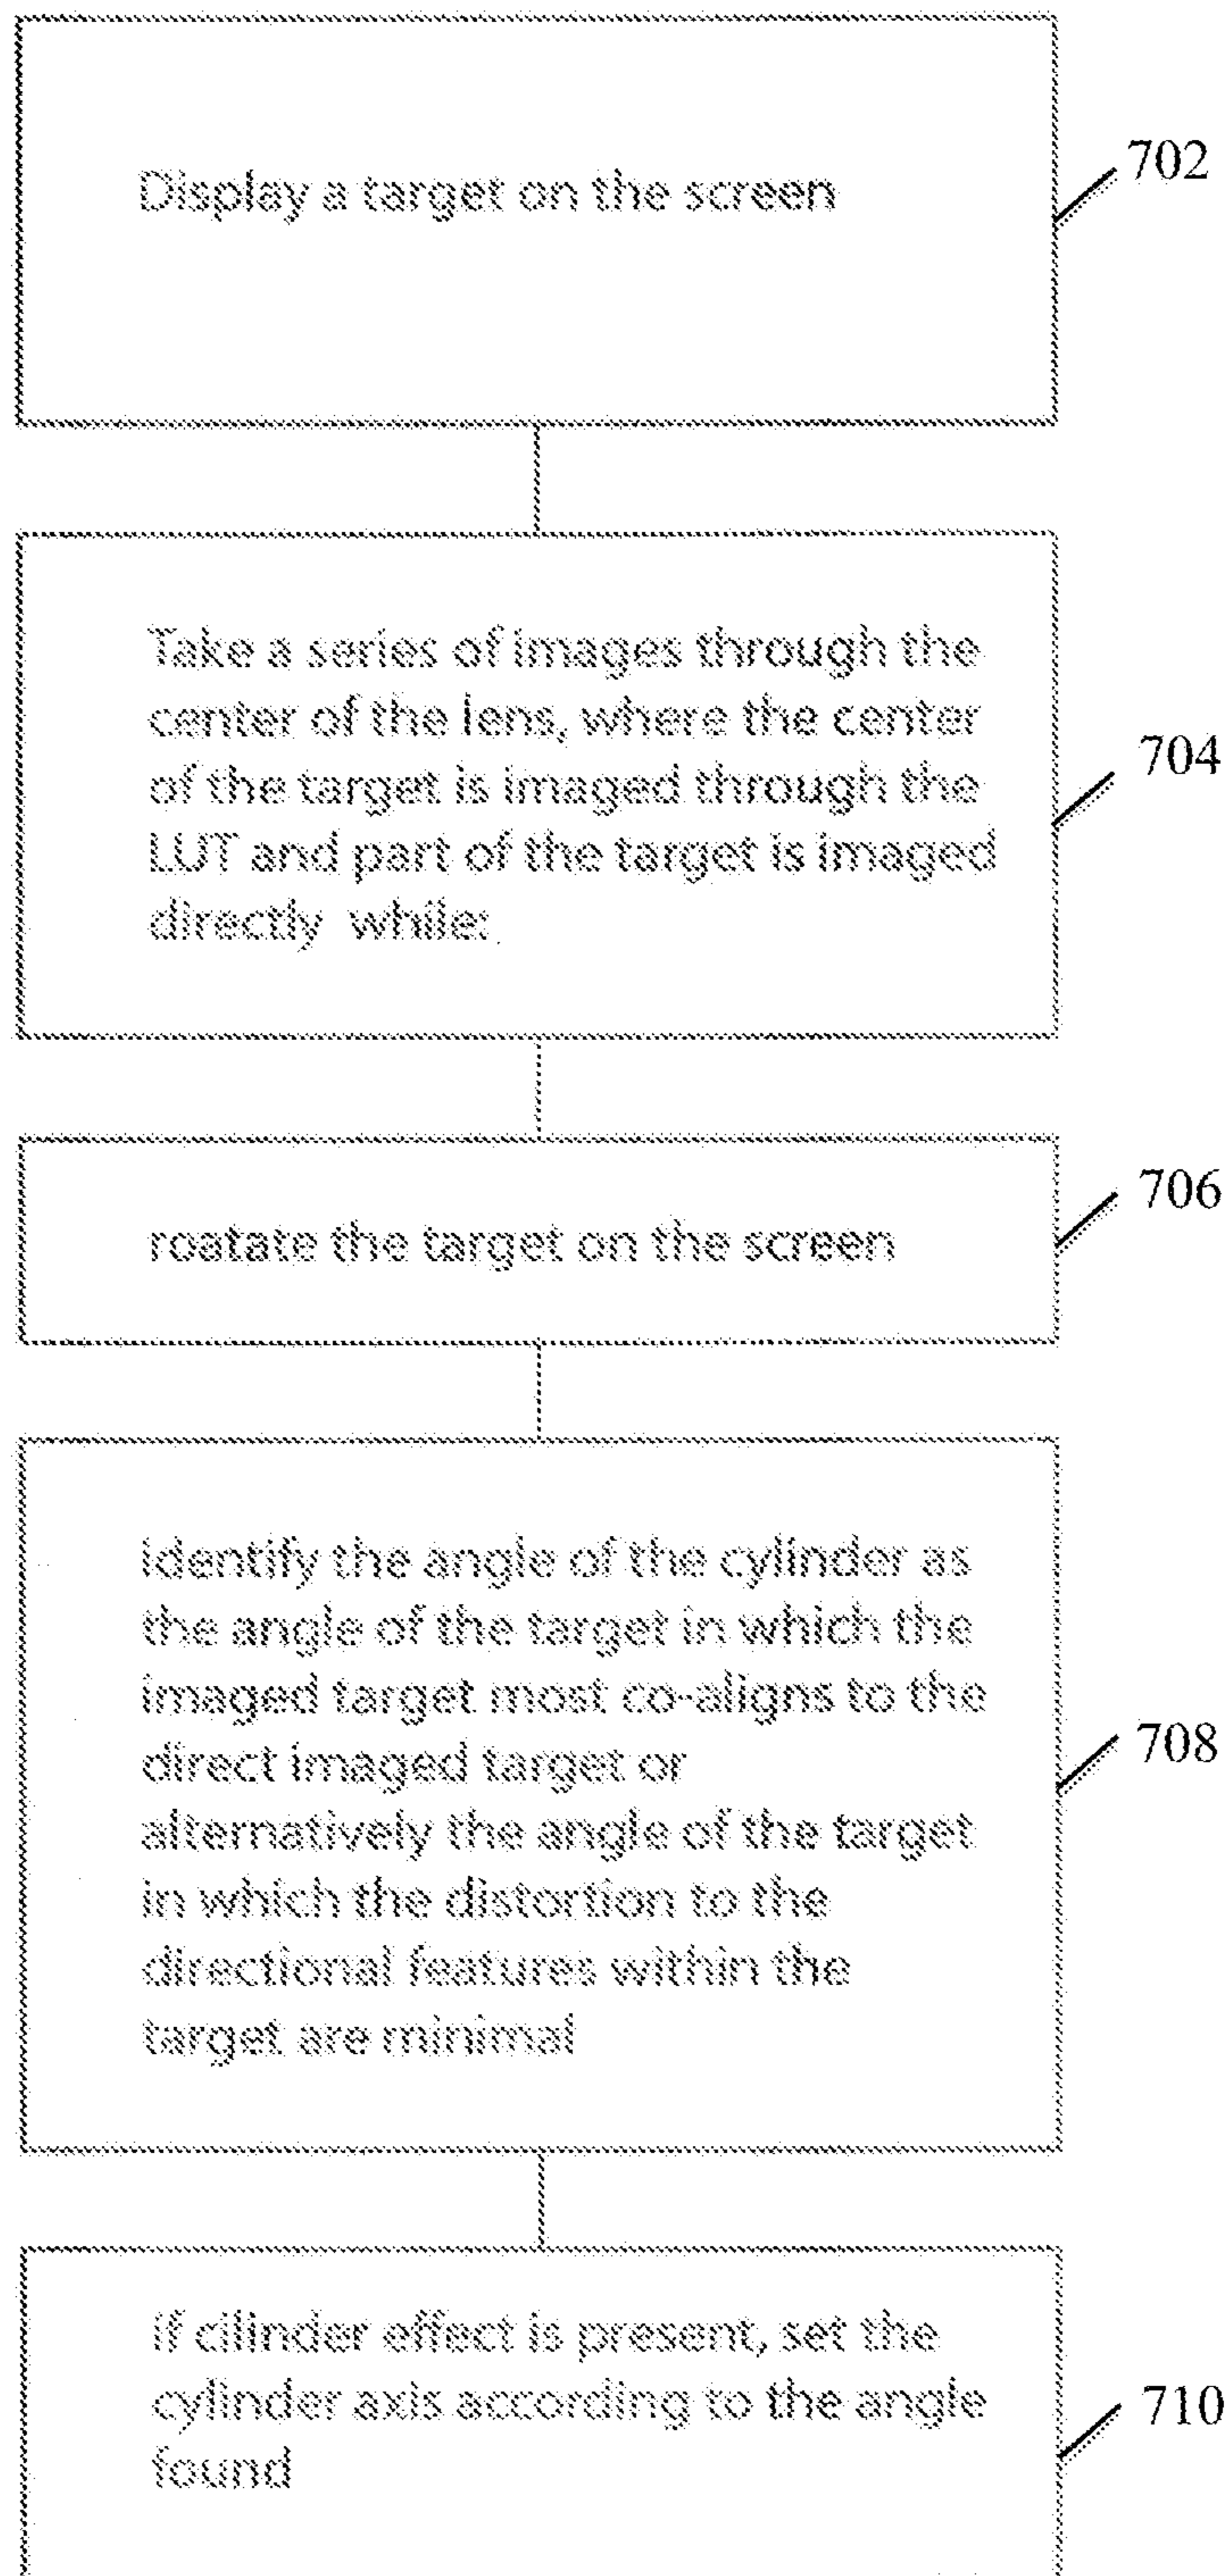 Display a target on the screen
702
Take a series of images through the
center of the lens, where the center
of the target is imaged through the
LUT and part of the target is imaged
directly while:
704
roatate the target on the screen
706
identify the angle of the cylinder as
the angle of the target in which the
imaged target most co-aligns to the
direct imaged target or
alternatively the angle of the target
in which the distortion to the
directional features within the
target are minimal
708
if cilinder effect is present, set the
cylinder axis according to the angle
found
710